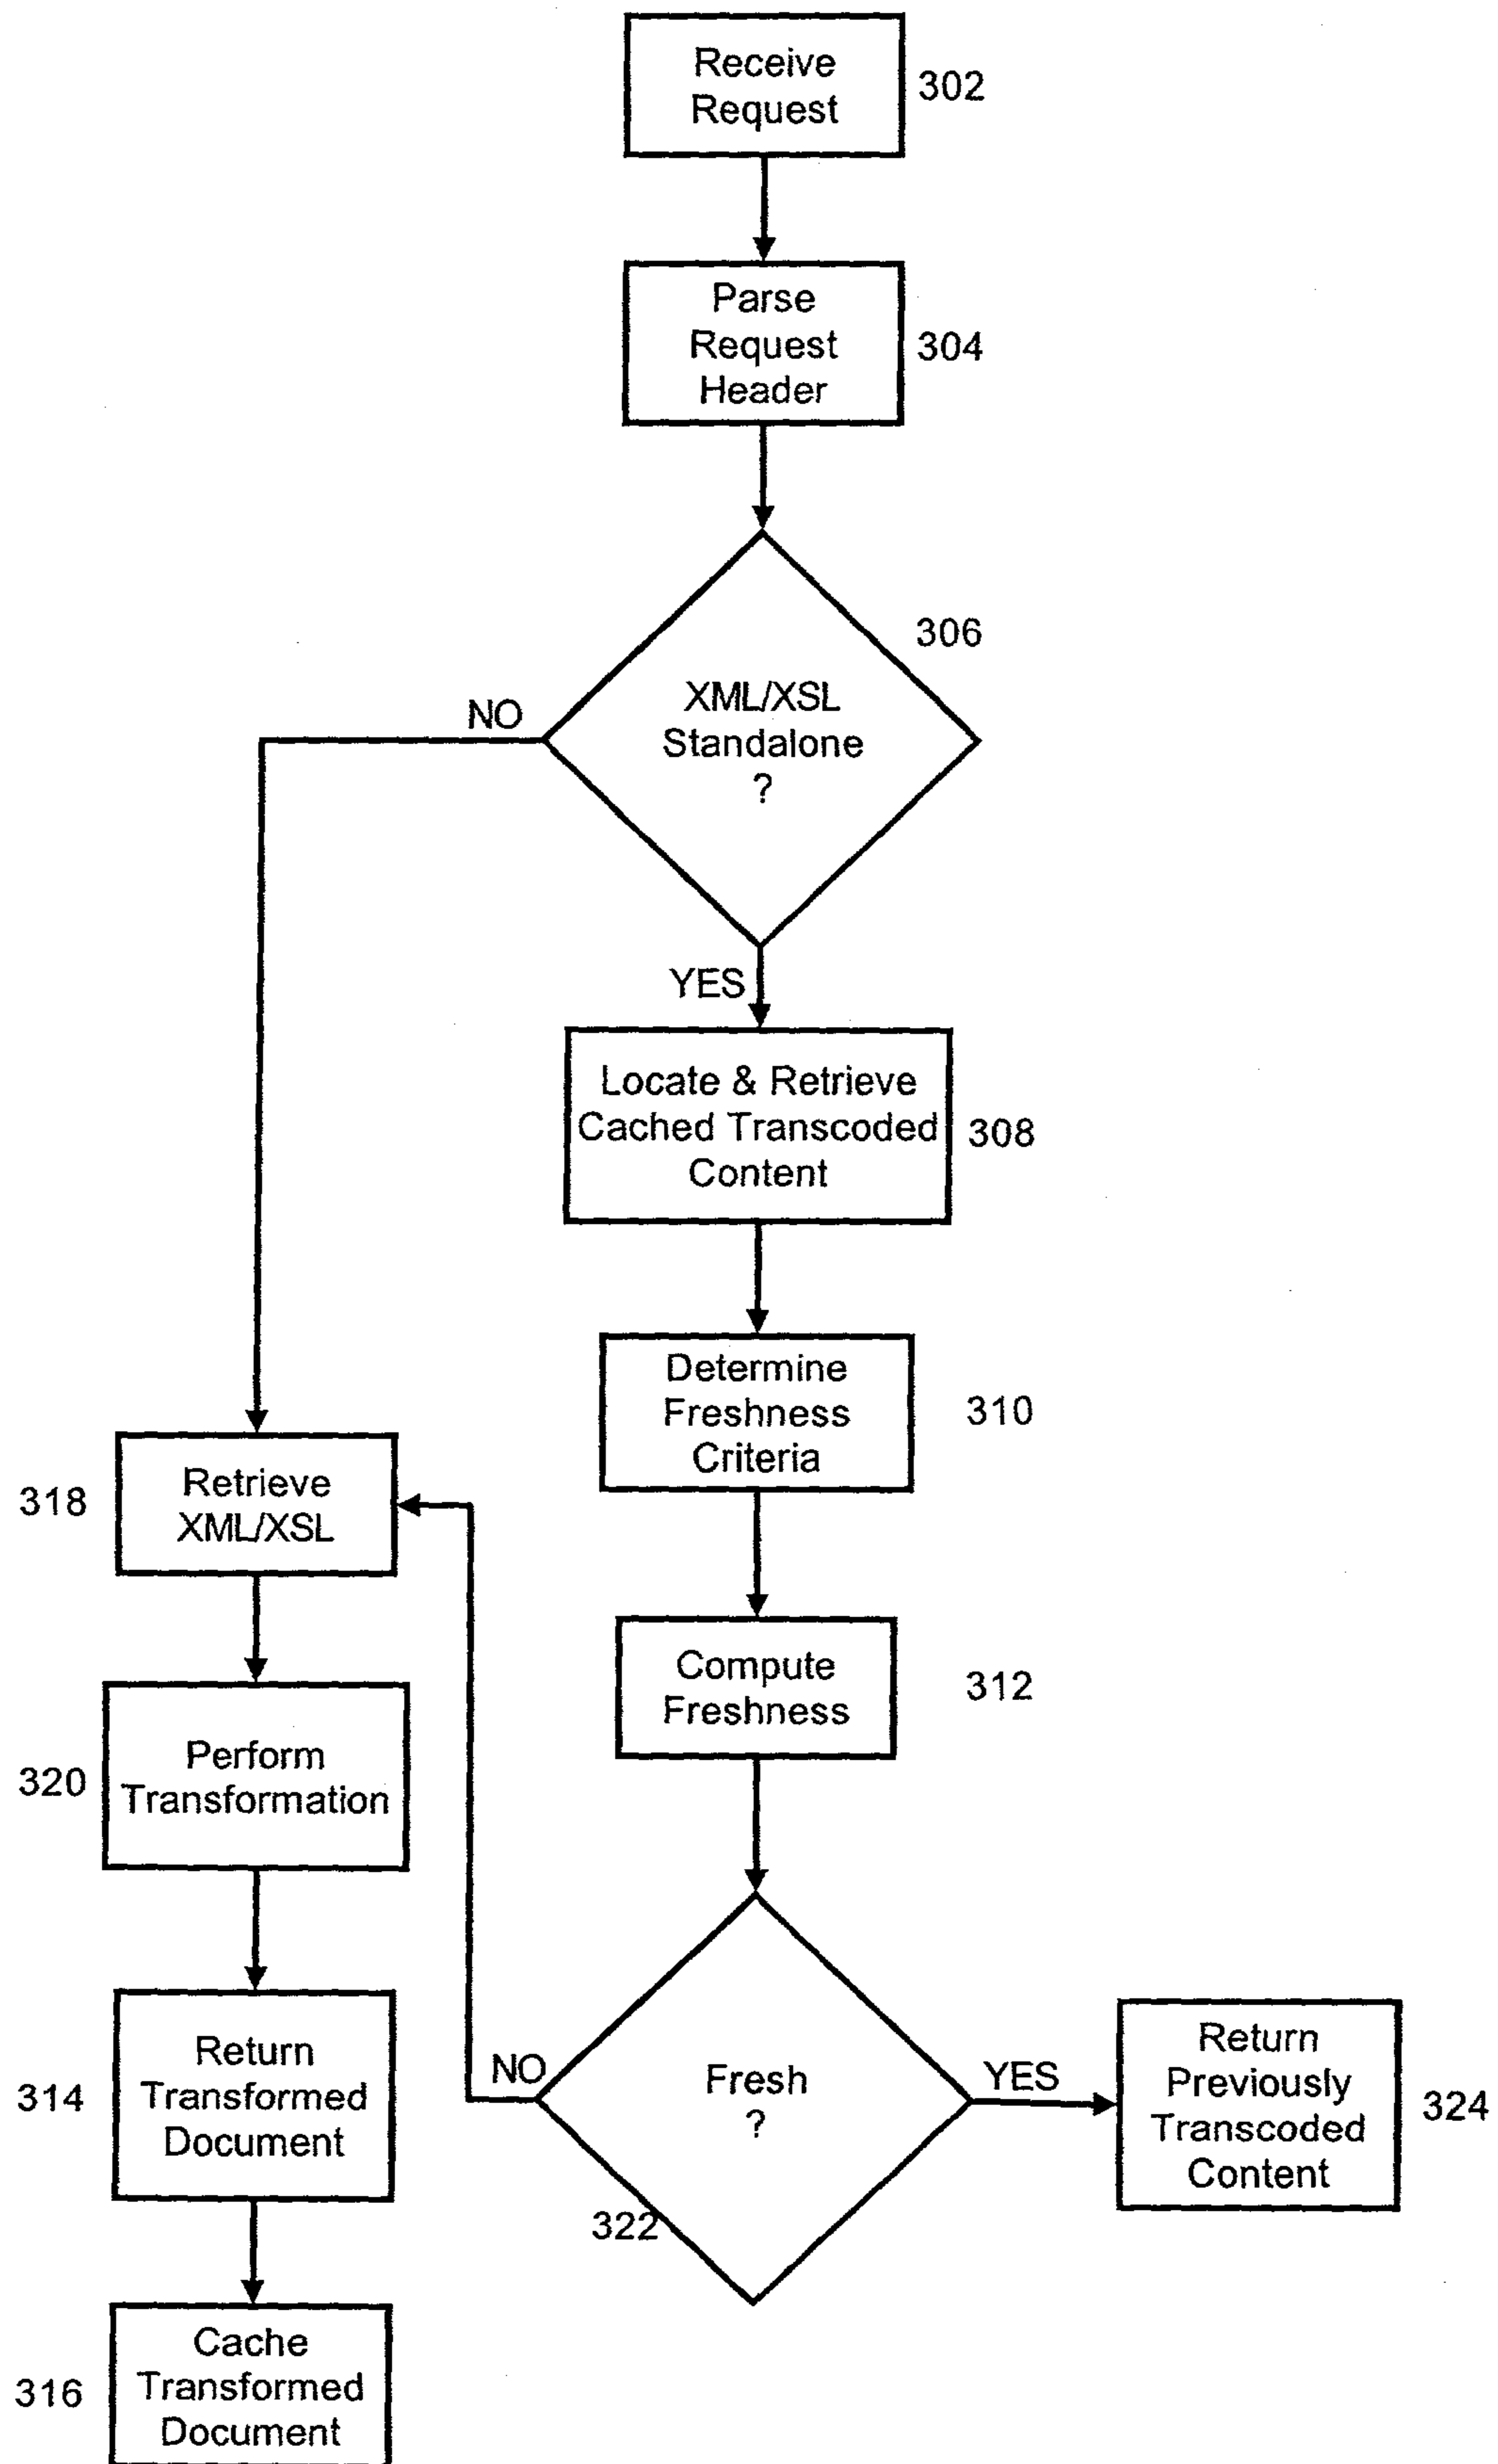 Receive
Request
302
Parse
Request
Header
304
306
XML/XSL
Standalone
?
NO
YES
Locate & Retrieve
Cached Transcoded
Content
308
Determine
Freshness
Criteria
310
318
Retrieve
XML/XSL
Compute
Freshness
312
320
Perform
Transformation
314
Return
Transformed
Document
NO
Fresh
?
YES
322
Return
Previously
Transcoded
Content
324
316
Cache
Transformed
Document